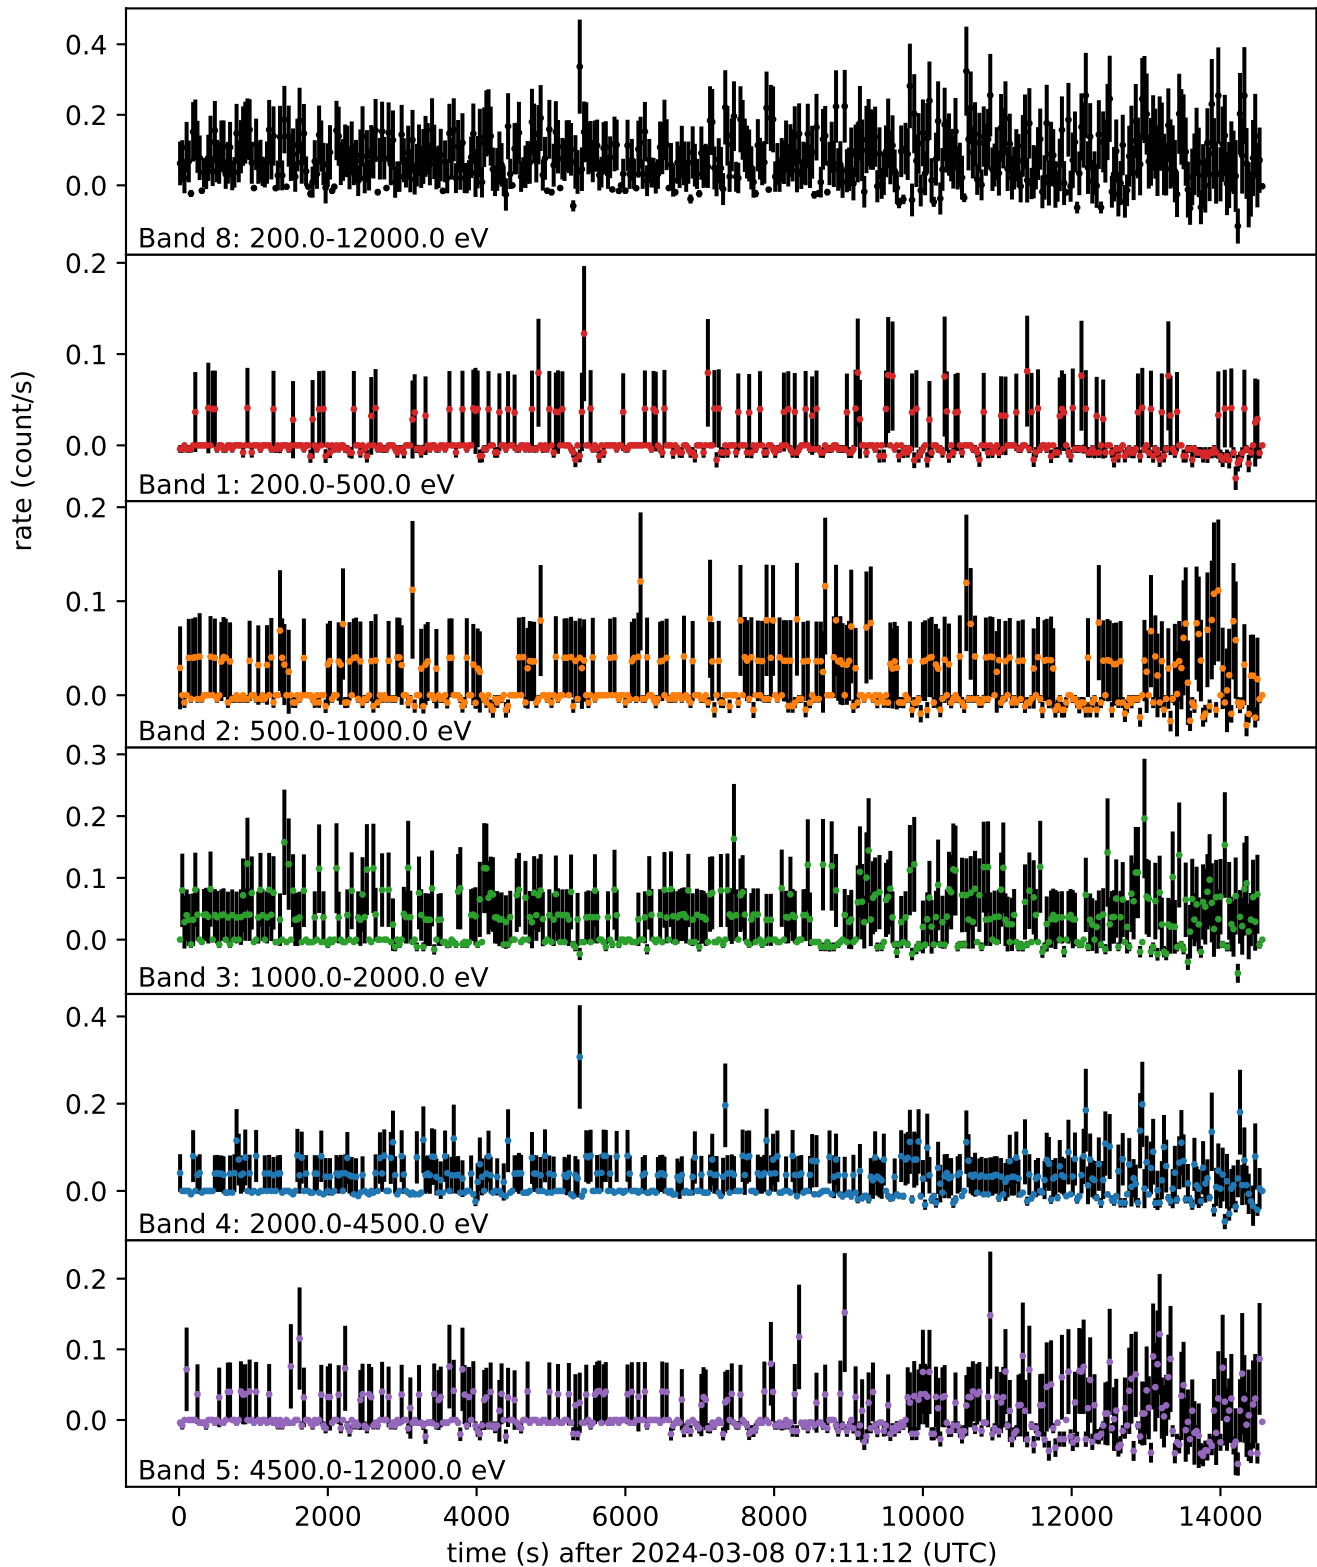 0.4
0.2
0.0
Band 8: 200.0-12000.0 eV
0.2
0.1
0.0
Band 1: 200.0-500.0 eV
rate (count/s)
0.2
0.1
0.0
Band 2: 500.0-1000.0 eV
0.3
0.2
0.1
0.0
Band 3: 1000.0-2000.0 eV
0.4
0.2
0.0
Band 4: 2000.0-4500.0 eV
0.2
0.1
0.0
Band 5: 4500.0-12000.0 eV
0 2000 4000 6000 8000 10000 12000 14000
time (s) after 2024-03-08 07:11:12 (UTC)